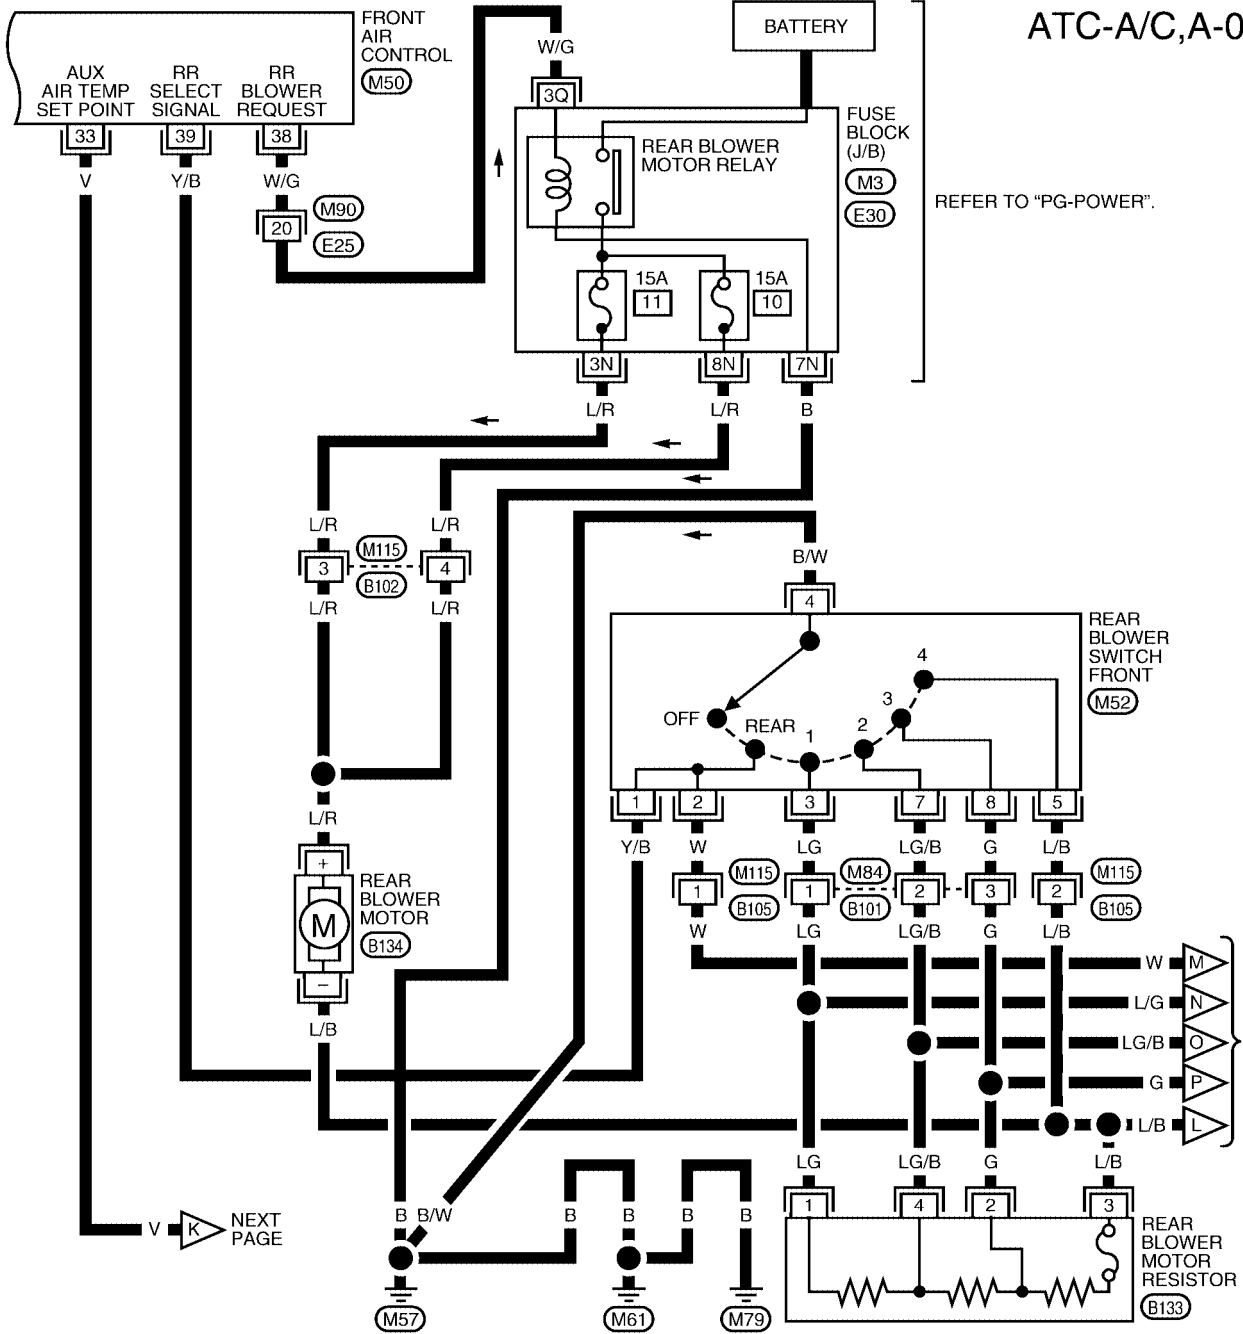 ATC-A/C,A-0
FRONT
AIR
CONTROL
M50
AUX
AIR TEMP
SET POINT
RR
SELECT
SIGNAL
RR
BLOWER
REQUEST
33
39
38
V
Y/B
W/G
20
M90
E25
W/G
3Q
BATTERY
REAR BLOWER
MOTOR RELAY
FUSE
BLOCK
(J/B)
M3
E30
REFER TO “PG-POWER”.
15A
11
15A
10
3N
8N
7N
L/R
L/R
B
L/R
L/R
3
M115
B102
4
L/R
L/R
B/W
4
REAR
BLOWER
SWITCH
FRONT
M52
OFF
REAR
1
2
3
4
1
2
3
7
8
5
Y/B
W
LG
LG/B
G
L/B
1
M115
B105
1
M84
B101
2
3
2
M115
B105
W
LG
LG/B
G
L/B
L/R
+
M
–
REAR
BLOWER
MOTOR
B134
L/B
W
M
L/G
N
LG/B
O
G
P
L/B
L
LG
LG/B
G
L/B
1
4
2
3
REAR
BLOWER
MOTOR
RESISTOR
B133
V
K
NEXT
PAGE
B
B/W
B
B
B
B
M57
M61
M79